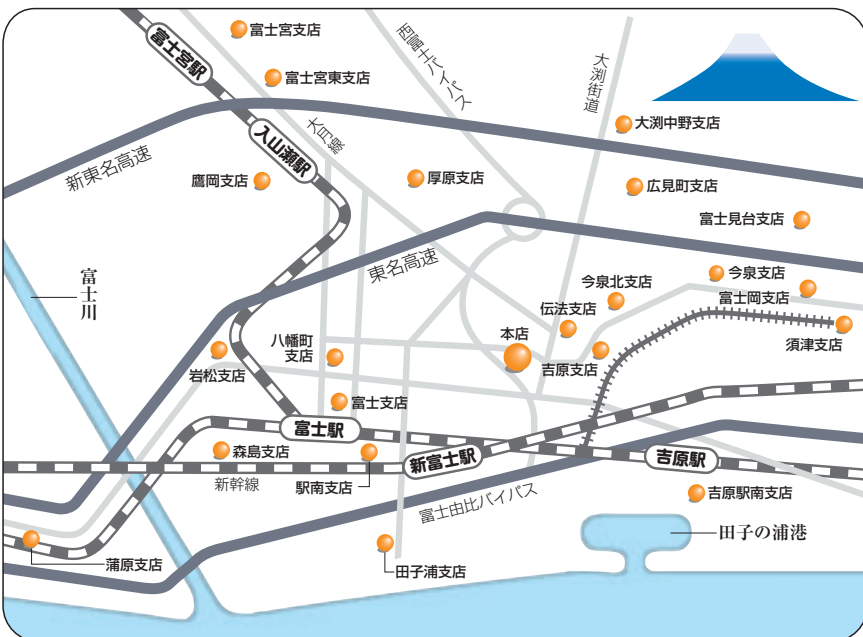 富士宮支店
富士宮駅
西富士バイパス
大渕街道
富士宮東支店
大月線
入山瀬駅
大渕中野支店
新東名高速
鷹岡支店
厚原支店
広見町支店
富士見台支店
東名高速
富士川
今泉北支店
今泉支店
富士岡支店
伝法支店
本店
須津支店
八幡町
支店
岩松支店
吉原支店
富士支店
富士駅
森島支店
新富士駅
吉原駅
新幹線
駅南支店
富士由比バイパス
吉原駅南支店
田子の浦港
蒲原支店
田子浦支店